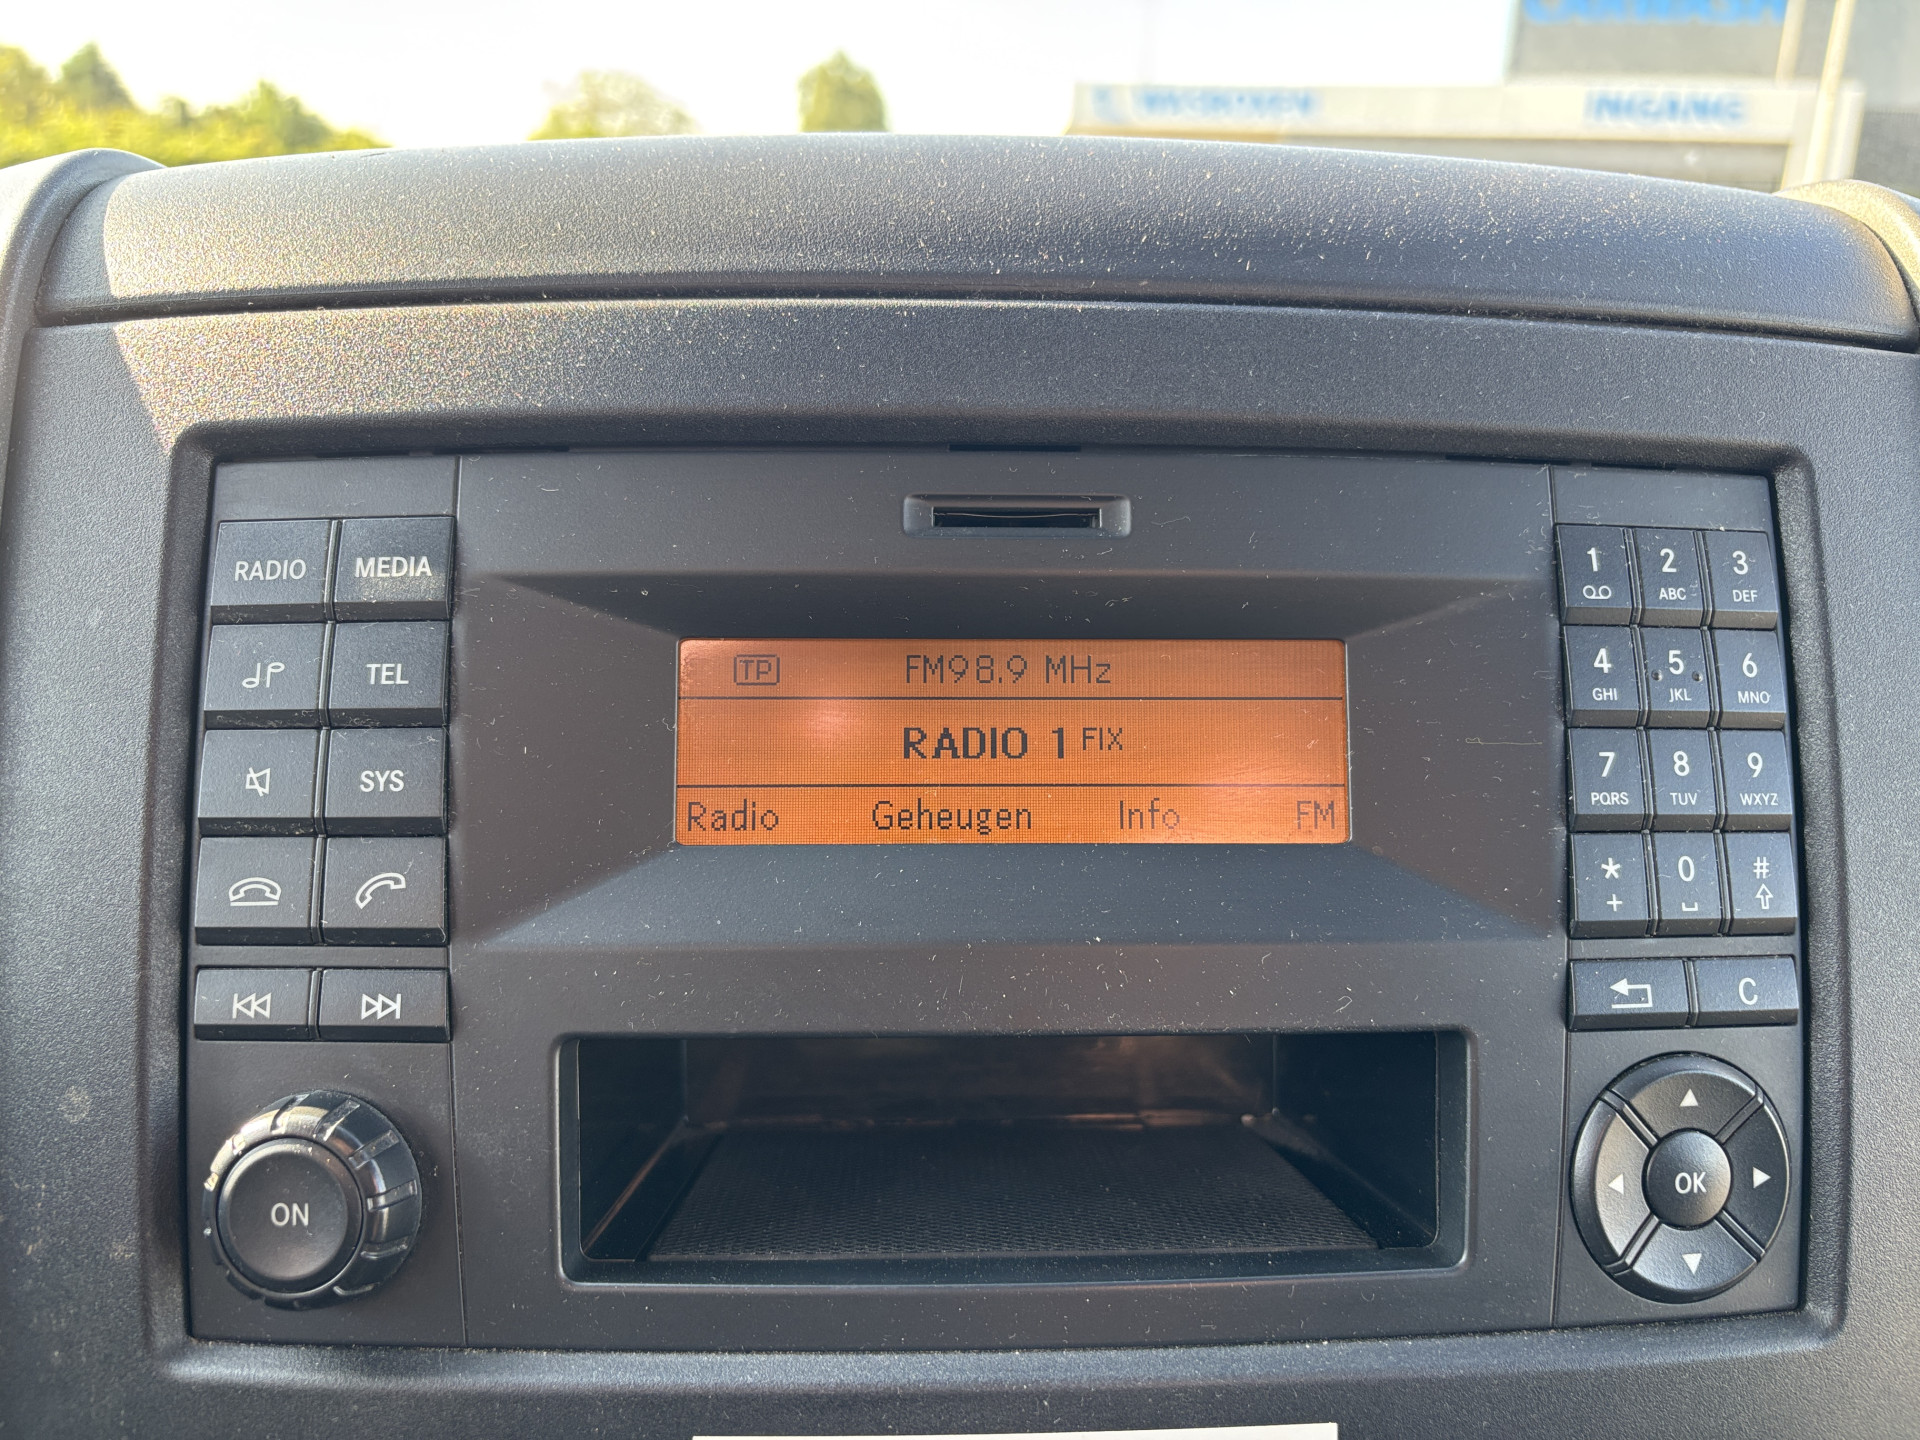 INGANG
RADIO MEDIA
TEL
SYS
ON
TP FM98.9 MHz
RADIO 1 FIX
Radio Geheugen Info FM
1 2 3
ABC DEF
4 5 6
GHI JKL MNO
7 8 9
PQRS TUV WXYZ
* 0 #
+
C
OK